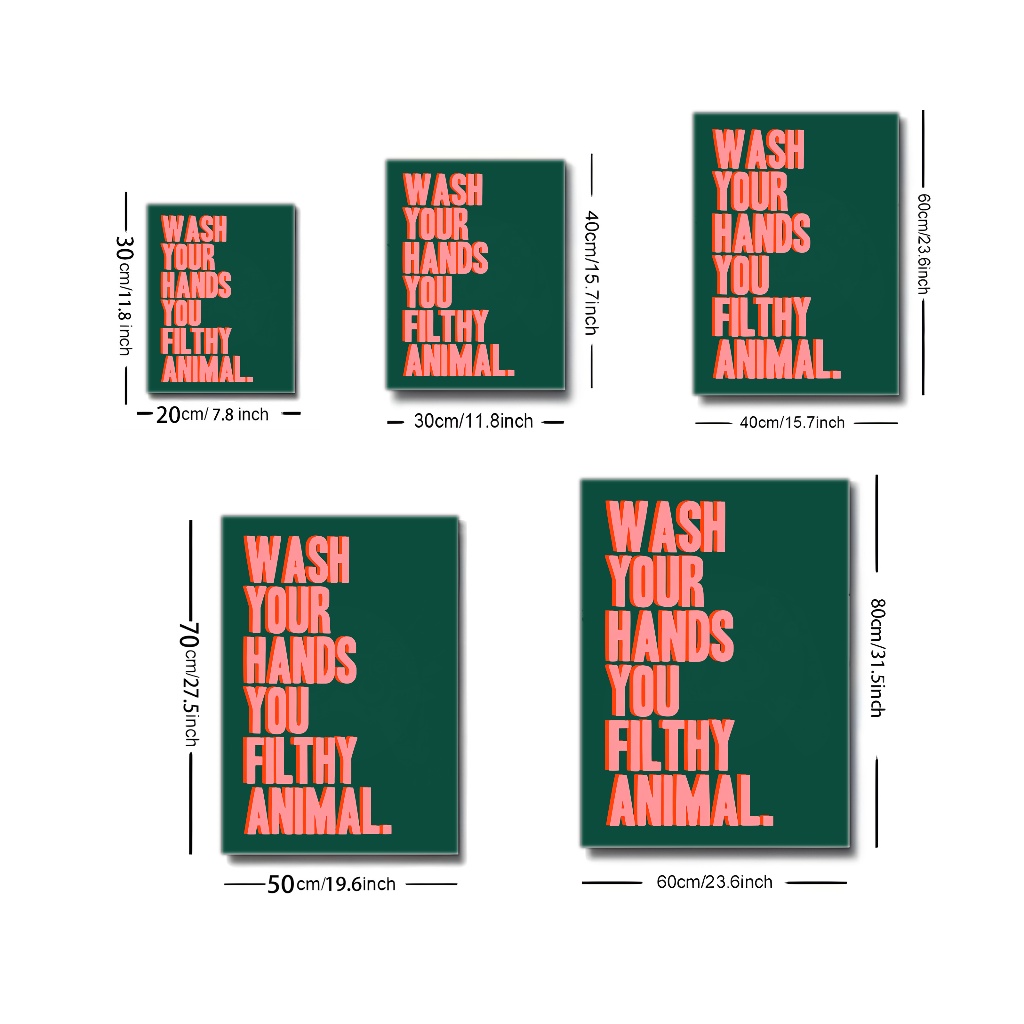 WASH
YOUR
HANDS
YOU
FILTHY
ANIMAL.
30cm/11.8 inch
20cm/ 7.8 inch
WASH
YOUR
HANDS
YOU
FILTHY
ANIMAL.
40cm/15.7inch
30cm/11.8inch
WASH
YOUR
HANDS
YOU
FILTHY
ANIMAL.
60cm/23.6inch
40cm/15.7inch
WASH
YOUR
HANDS
YOU
FILTHY
ANIMAL.
70cm/27.5inch
50cm/19.6inch
WASH
YOUR
HANDS
YOU
FILTHY
ANIMAL.
80cm/31.5inch
60cm/23.6inch